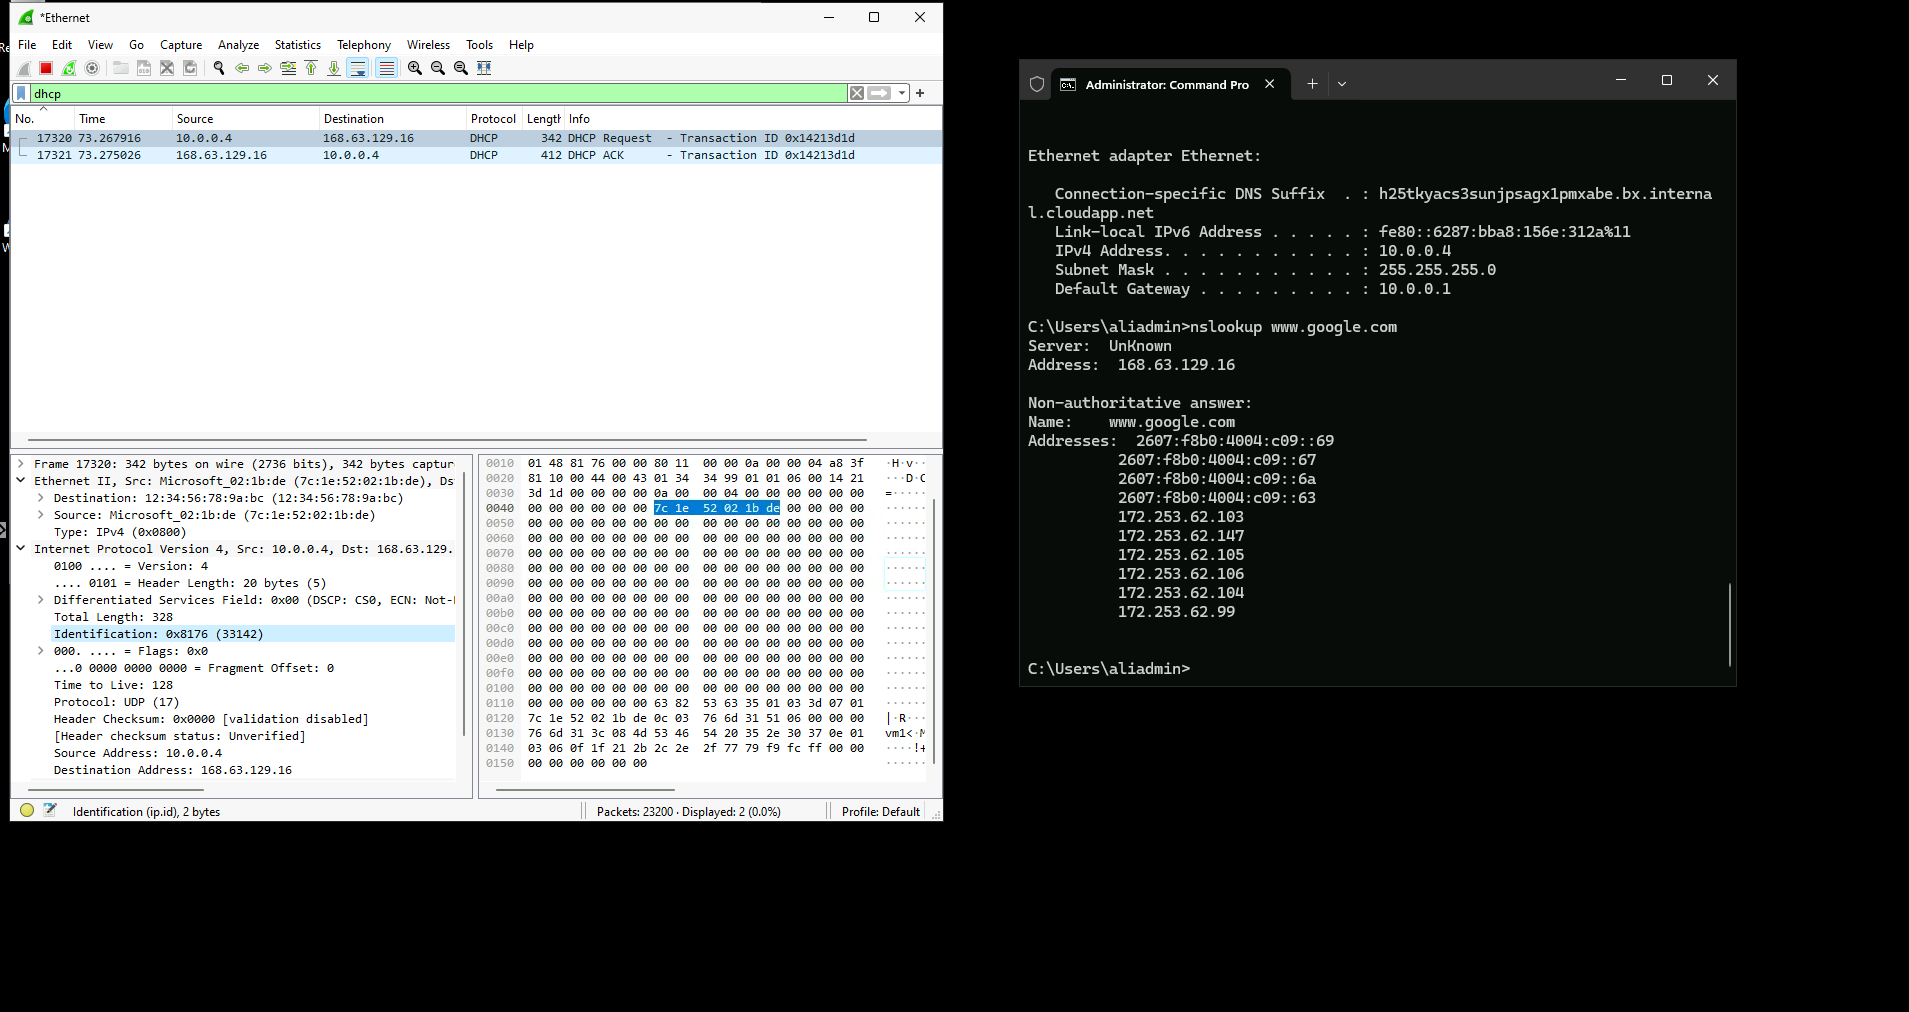 *Ethernet
File Edit View Go Capture Analyze Statistics Telephony Wireless Tools Help
dhcp
No. Time Source Destination Protocol Length Info
17320 73.267916 10.0.0.4 168.63.129.16 DHCP 342 DHCP Request - Transaction ID 0x14213d1d
17321 73.275026 168.63.129.16 10.0.0.4 DHCP 412 DHCP ACK - Transaction ID 0x14213d1d
Frame 17320: 342 bytes on wire (2736 bits), 342 bytes captur
Ethernet II, Src: Microsoft_02:1b:de (7c:1e:52:02:1b:de), Ds
Destination: 12:34:56:78:9a:bc (12:34:56:78:9a:bc)
Source: Microsoft_02:1b:de (7c:1e:52:02:1b:de)
Type: IPv4 (0x0800)
Internet Protocol Version 4, Src: 10.0.0.4, Dst: 168.63.129.
0100 .... = Version: 4
.... 0101 = Header Length: 20 bytes (5)
Differentiated Services Field: 0x00 (DSCP: CS0, ECN: Not-
Total Length: 328
Identification: 0x8176 (33142)
000. .... = Flags: 0x0
...0 0000 0000 0000 = Fragment Offset: 0
Time to Live: 128
Protocol: UDP (17)
Header Checksum: 0x0000 [validation disabled]
[Header checksum status: Unverified]
Source Address: 10.0.0.4
Destination Address: 168.63.129.16
0010 01 48 81 76 00 00 80 11 00 00 0a 00 00 04 a8 3f ·H·v··
0020 81 10 00 44 00 43 01 34 34 99 01 01 06 00 14 21 ···D·C
0030 3d 1d 00 00 00 00 0a 00 00 04 00 00 00 00 00 00 =·····
0040 00 00 00 00 00 00 7c 1e 52 02 1b de 00 00 00 00 ······
0050 00 00 00 00 00 00 00 00 00 00 00 00 00 00 00 00 ······
0060 00 00 00 00 00 00 00 00 00 00 00 00 00 00 00 00 ······
0070 00 00 00 00 00 00 00 00 00 00 00 00 00 00 00 00 ······
0080 00 00 00 00 00 00 00 00 00 00 00 00 00 00 00 00 ······
0090 00 00 00 00 00 00 00 00 00 00 00 00 00 00 00 00 ······
00a0 00 00 00 00 00 00 00 00 00 00 00 00 00 00 00 00 ······
00b0 00 00 00 00 00 00 00 00 00 00 00 00 00 00 00 00 ······
00c0 00 00 00 00 00 00 00 00 00 00 00 00 00 00 00 00 ······
00d0 00 00 00 00 00 00 00 00 00 00 00 00 00 00 00 00 ······
00e0 00 00 00 00 00 00 00 00 00 00 00 00 00 00 00 00 ······
00f0 00 00 00 00 00 00 00 00 00 00 00 00 00 00 00 00 ······
0100 00 00 00 00 00 00 00 00 00 00 00 00 00 00 00 00 ······
0110 00 00 00 00 00 00 63 82 53 63 35 01 03 3d 07 01 ······
0120 7c 1e 52 02 1b de 0c 03 76 6d 31 51 06 00 00 00 |·R···
0130 76 6d 31 3c 08 4d 53 46 54 20 35 2e 30 37 0e 01 vm1<·M
0140 03 06 0f 1f 21 2b 2c 2e 2f 77 79 f9 fc ff 00 00 ····!+
0150 00 00 00 00 00 00 ······
Identification (ip.id), 2 bytes
Packets: 23200 · Displayed: 2 (0.0%)
Profile: Default
Administrator: Command Pro
Ethernet adapter Ethernet:
Connection-specific DNS Suffix . : h25tkyacs3sunjpsagx1pmxabe.bx.interna
l.cloudapp.net
Link-local IPv6 Address . . . . . : fe80::6287:bba8:156e:312a%11
IPv4 Address. . . . . . . . . . . : 10.0.0.4
Subnet Mask . . . . . . . . . . . : 255.255.255.0
Default Gateway . . . . . . . . . : 10.0.0.1
C:\Users\aliadmin>nslookup www.google.com
Server: UnKnown
Address: 168.63.129.16
Non-authoritative answer:
Name: www.google.com
Addresses: 2607:f8b0:4004:c09::69
2607:f8b0:4004:c09::67
2607:f8b0:4004:c09::6a
2607:f8b0:4004:c09::63
172.253.62.103
172.253.62.147
172.253.62.105
172.253.62.106
172.253.62.104
172.253.62.99
C:\Users\aliadmin>